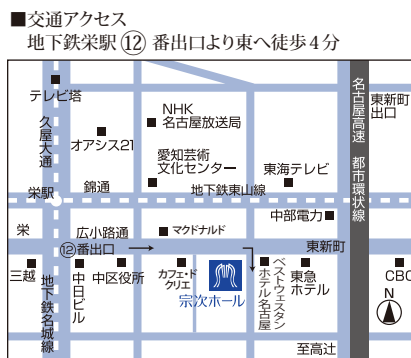 ■交通アクセス
地下鉄栄駅⑫番出口より東へ徒歩4分
テレビ塔
久屋大通
オアシス21
NHK
名古屋放送局
愛知芸術
文化センター
東海テレビ
名古屋高速 都市環状線
東新町
出口
栄駅
錦通
地下鉄東山線
中部電力
栄
広小路通
マクドナルド
東新町
⑫番出口
三越
地下鉄名城線
中日ビル
中区役所
カフェ・ド
クリエ
宗次ホール
ベストウェスタン
ホテル名古屋
東急
ホテル
CBC
N
至高辻